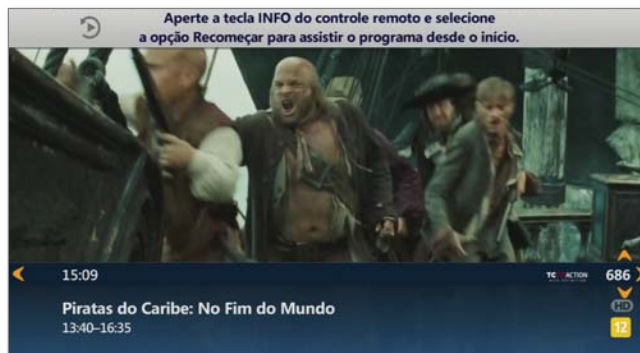 Aperte a tecla INFO do controle remoto e selecione
a opção Recomeçar para assistir o programa desde o início.
15:09 TC ACTION 686
HD
Piratas do Caribe: No Fim do Mundo
13:40–16:35 12